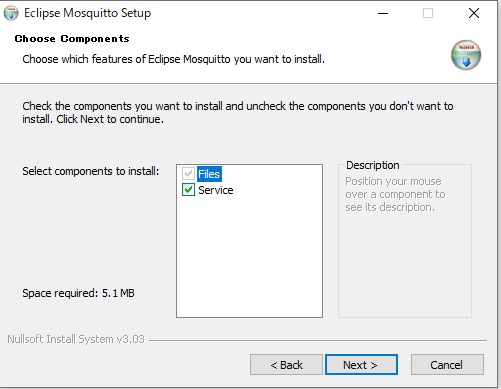 Eclipse Mosquitto Setup
Choose Components
Choose which features of Eclipse Mosquitto you want to install.
Check the components you want to install and uncheck the components you don't want to
install. Click Next to continue.
Select components to install:
Files
Service
Description
Position your mouse
over a component to
see its description.
Space required: 5.1 MB
Nullsoft Install System v3.03
< Back
Next >
Cancel